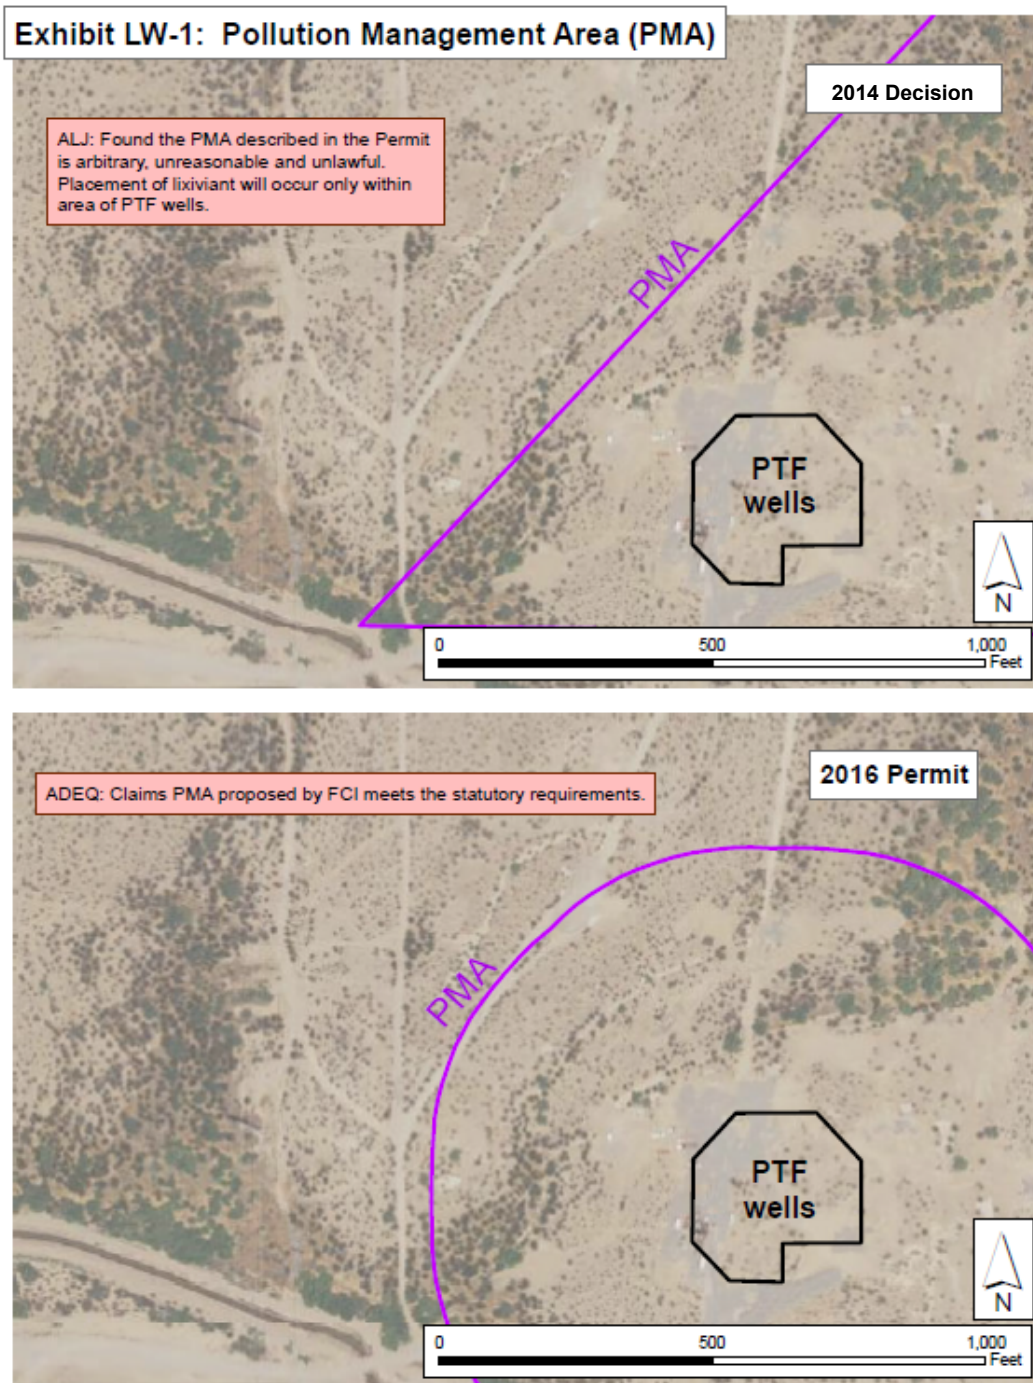 Exhibit LW-1: Pollution Management Area (PMA)
2014 Decision
ALJ: Found the PMA described in the Permit
is arbitrary, unreasonable and unlawful.
Placement of lixiviant will occur only within
area of PTF wells.
PMA
PTF
wells
N
0 500 1,000
Feet
2016 Permit
ADEQ: Claims PMA proposed by FCI meets the statutory requirements.
PMA
PTF
wells
N
0 500 1,000
Feet